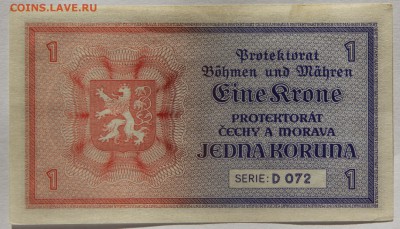 COINS.LAVE.RU
1 1
Protektorat
Böhmen und Mähren
Eine Krone
PROTEKTORÁT
ČECHY A MORAVA
JEDNA KORUNA
SERIE: D 072
1 1